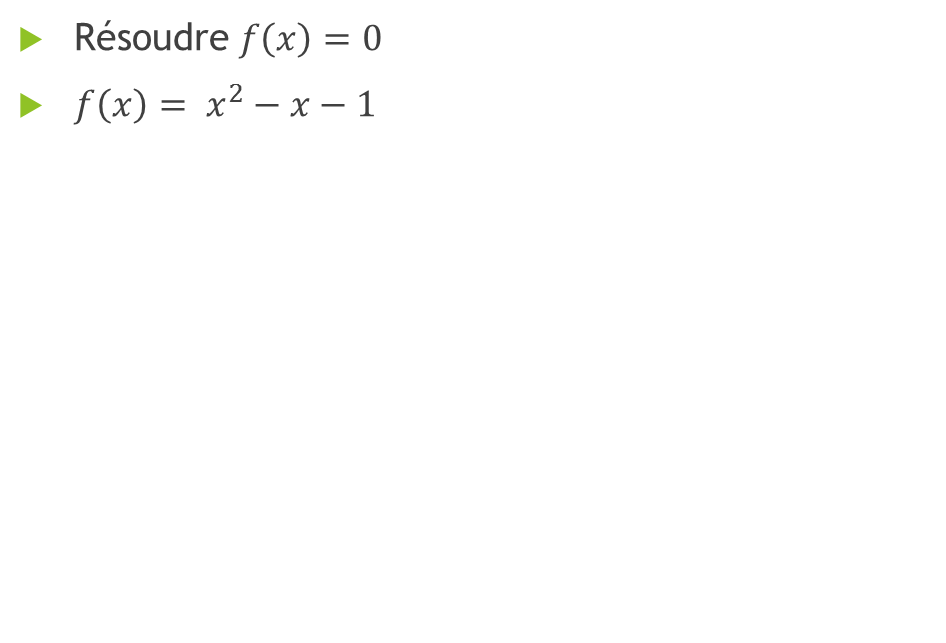 Résoudre f(x) = 0
f(x) = x² − x − 1